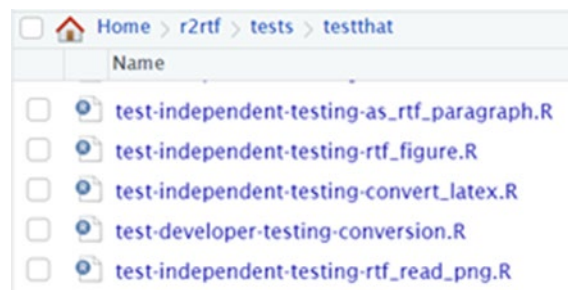 Home > r2rtf > tests > testthat
Name
test-independent-testing-as_rtf_paragraph.R
test-independent-testing-rtf_figure.R
test-independent-testing-convert_latex.R
test-developer-testing-conversion.R
test-independent-testing-rtf_read_png.R